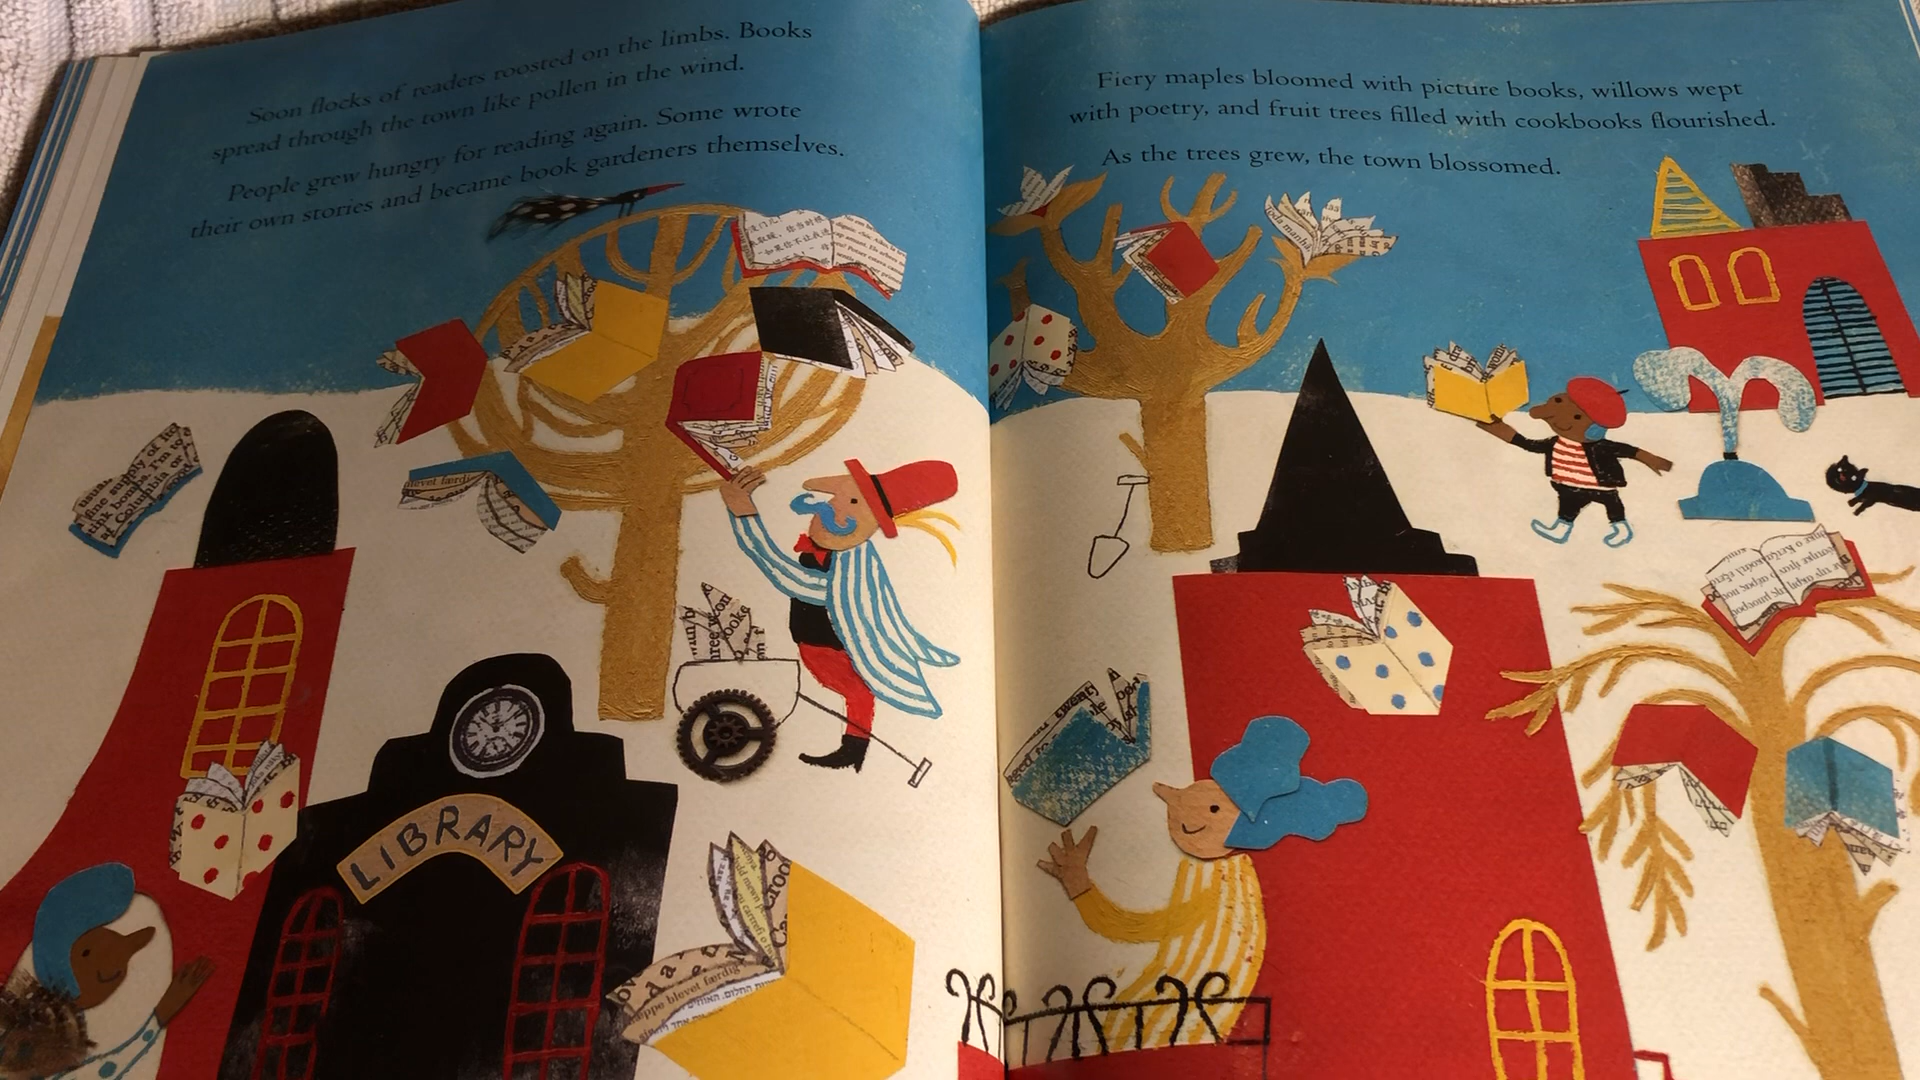 Soon flocks of readers roosted on the limbs. Books
spread through the town like pollen in the wind.
People grew hungry for reading again. Some wrote
their own stories and became book gardeners themselves.
Fiery maples bloomed with picture books, willows wept
with poetry, and fruit trees filled with cookbooks flourished.
As the trees grew, the town blossomed.
LIBRARY